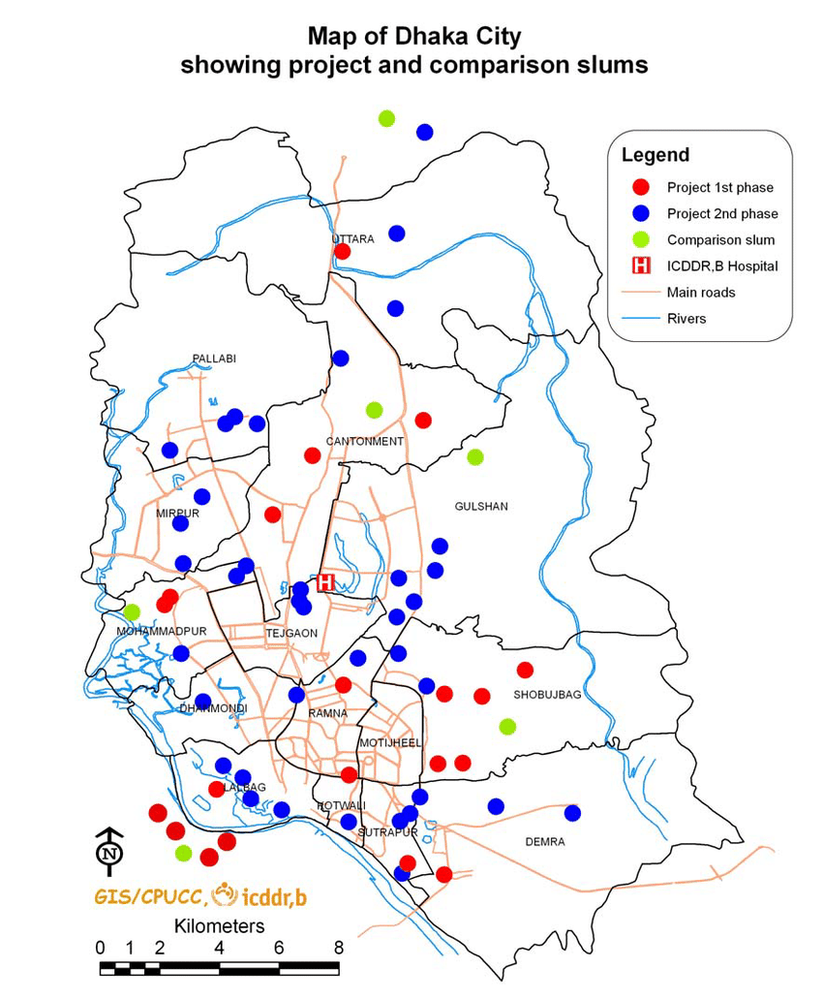 Map of Dhaka City
showing project and comparison slums
Legend
Project 1st phase
Project 2nd phase
Comparison slum
H ICDDR,B Hospital
Main roads
Rivers
UTTARA
PALLABI
CANTONMENT
GULSHAN
MIRPUR
H
MOHAMMADPUR
TEJGAON
SHOBUJBAG
DHANMONDI
RAMNA
MOTIJHEEL
LALBAG
KOTWALI
SUTRAPUR
DEMRA
N
GIS/CPUCC, icddr,b
Kilometers
0 1 2 4 6 8